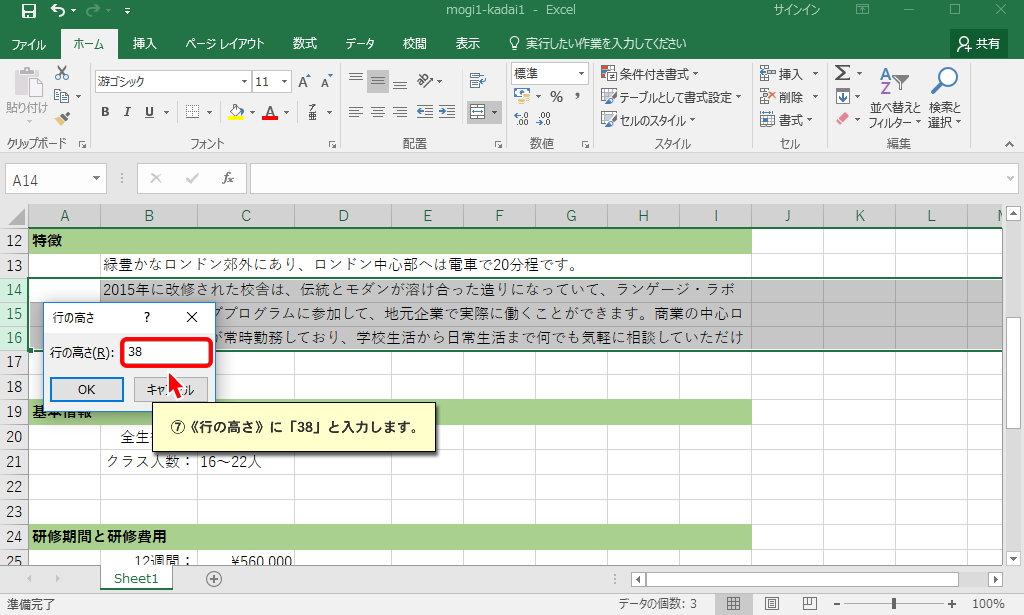 mogi1-kadai1 - Excel
サインイン
ファイル ホーム 挿入 ページ レイアウト 数式 データ 校閲 表示 実行したい作業を入力してください 共有
貼り付け
クリップボード
游ゴシック 11
B I U
フォント
配置
標準
% ,
数値
条件付き書式
テーブルとして書式設定
セルのスタイル
スタイル
挿入
削除
書式
セル
並べ替えと
フィルター
検索と
選択
編集
A14
fx
A B C D E F G H I J K L
12 特徴
13 緑豊かなロンドン郊外にあり、ロンドン中心部へは電車で20分程です。
14 2015年に改修された校舎は、伝統とモダンが溶け合った造りになっていて、ランゲージ・ラボ
15 プログラムに参加して、地元企業で実際に働くことができます。商業の中心ロ
16 が常時勤務しており、学校生活から日常生活まで何でも気軽に相談していただけ
17
18
19 基本情報
20 全生
21 クラス人数： 16～22人
22
23
24 研修期間と研修費用
25 12週間： ¥560,000
行の高さ ? ×
行の高さ(R): 38
OK
⑦《行の高さ》に「38」と入力します。
Sheet1
準備完了 データの個数: 3 100%